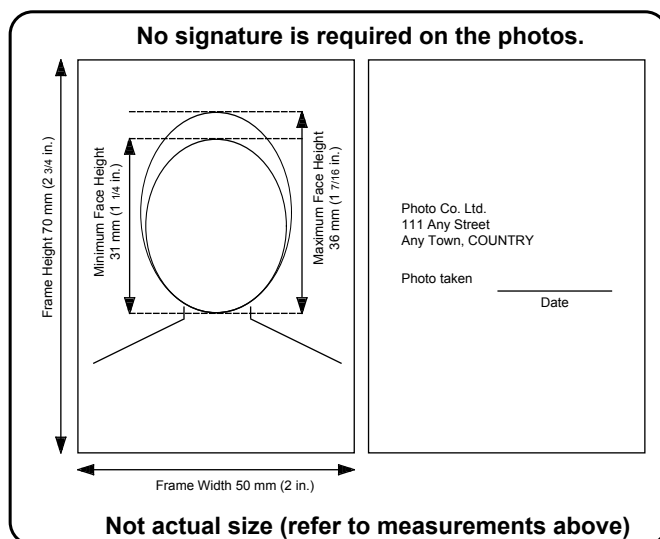 No signature is required on the photos.
Frame Height 70 mm (2 3/4 in.)
Minimum Face Height
31 mm (1 1/4 in.)
Maximum Face Height
36 mm (1 7/16 in.)
Photo Co. Ltd.
111 Any Street
Any Town, COUNTRY
Photo taken
Date
Frame Width 50 mm (2 in.)
Not actual size (refer to measurements above)